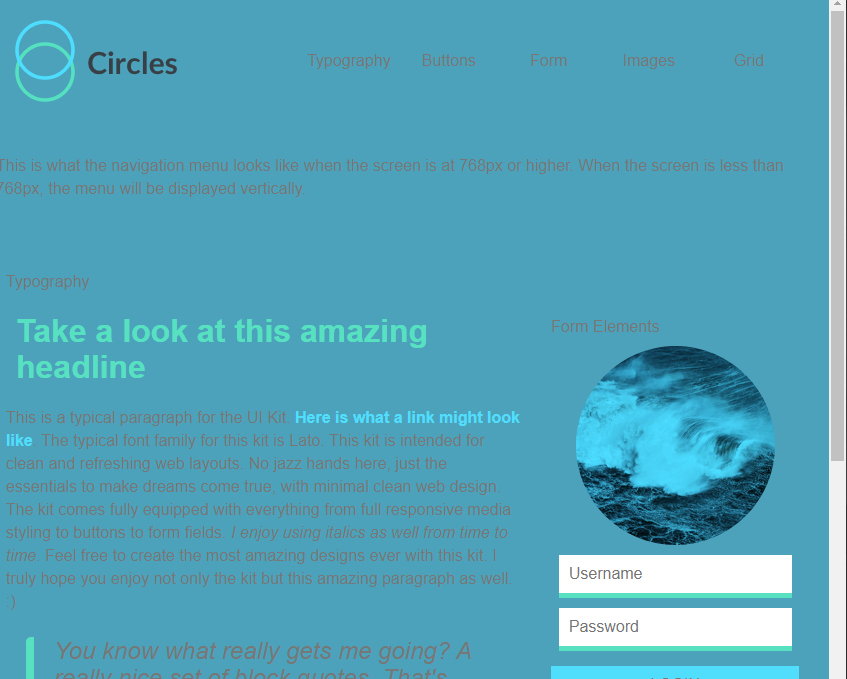 Circles
Typography Buttons Form Images Grid
This is what the navigation menu looks like when the screen is at 768px or higher. When the screen is less than
768px, the menu will be displayed vertically.
Typography
Take a look at this amazing
headline
This is a typical paragraph for the UI Kit. Here is what a link might look
like. The typical font family for this kit is Lato. This kit is intended for
clean and refreshing web layouts. No jazz hands here, just the
essentials to make dreams come true, with minimal clean web design.
The kit comes fully equipped with everything from full responsive media
styling to buttons to form fields. I enjoy using italics as well from time to
time. Feel free to create the most amazing designs ever with this kit. I
truly hope you enjoy not only the kit but this amazing paragraph as well.
:)
You know what really gets me going? A
really nice set of block quotes. That's
Form Elements
Username
Password
LOGIN